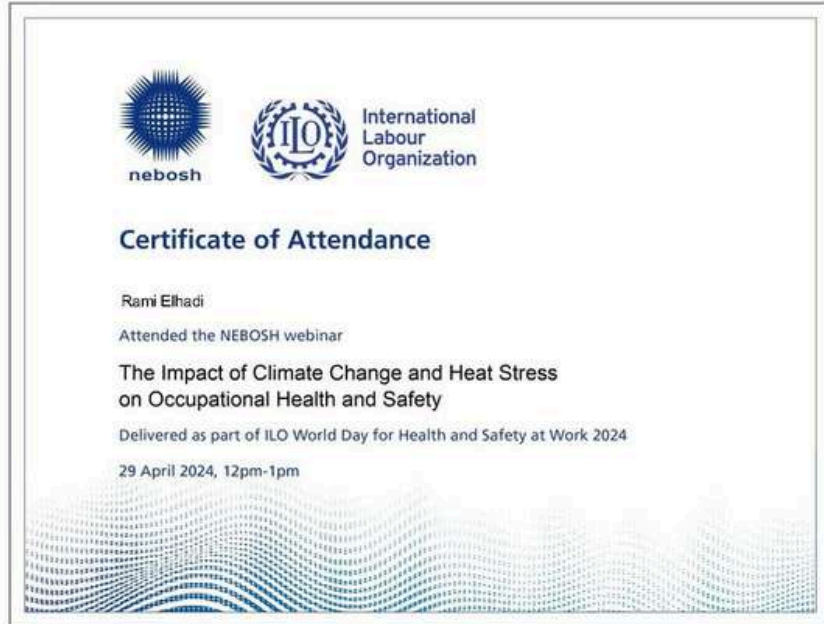 nebosh
ILO
International
Labour
Organization
Certificate of Attendance
Rami Elhadi
Attended the NEBOSH webinar
The Impact of Climate Change and Heat Stress
on Occupational Health and Safety
Delivered as part of ILO World Day for Health and Safety at Work 2024
29 April 2024, 12pm-1pm